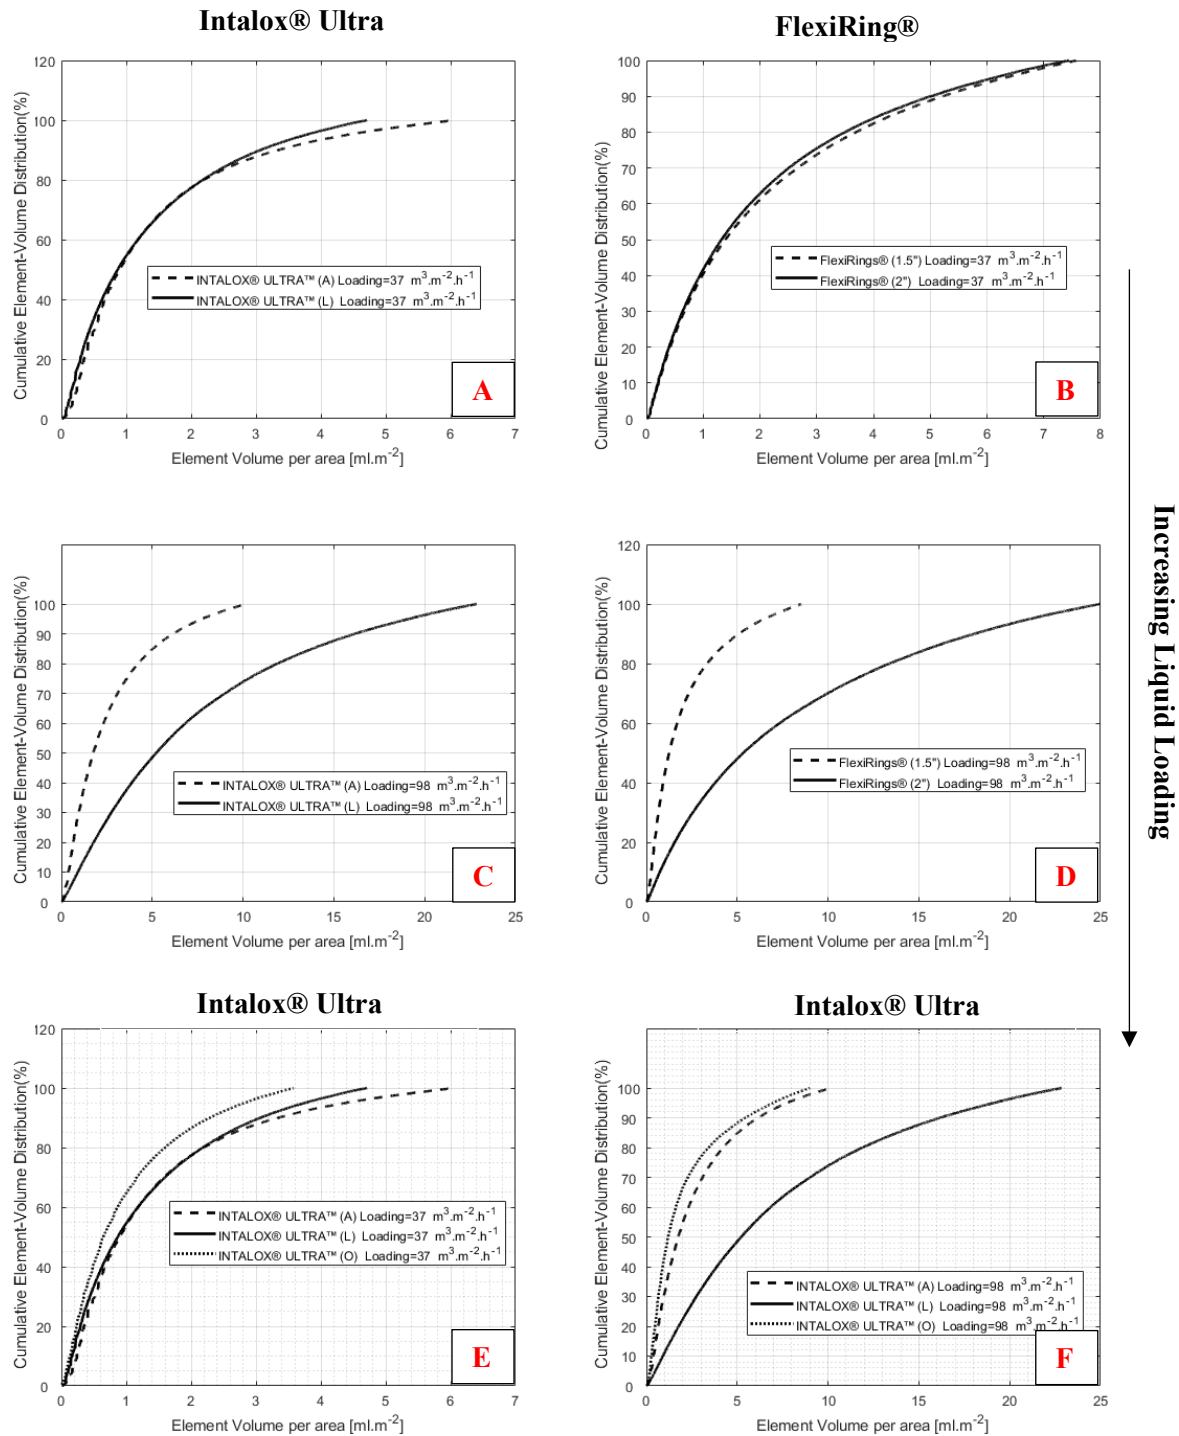 Intalox® Ultra
FlexiRing®
Cumulative Element-Volume Distribution(%)
120
100
80
60
40
20
0
INTALOX® ULTRA™ (A) Loading=37 m³.m⁻².h⁻¹
INTALOX® ULTRA™ (L) Loading=37 m³.m⁻².h⁻¹
A
0 1 2 3 4 5 6 7
Element Volume per area [ml.m⁻²]
Cumulative Element-Volume Distribution(%)
100
90
80
70
60
50
40
30
20
10
0
FlexiRings® (1.5") Loading=37 m³.m⁻².h⁻¹
FlexiRings® (2") Loading=37 m³.m⁻².h⁻¹
B
0 1 2 3 4 5 6 7 8
Element Volume per area [ml.m⁻²]
Increasing Liquid Loading
Cumulative Element-Volume Distribution(%)
100
90
80
70
60
50
40
30
20
10
0
INTALOX® ULTRA™ (A) Loading=98 m³.m⁻².h⁻¹
INTALOX® ULTRA™ (L) Loading=98 m³.m⁻².h⁻¹
C
0 5 10 15 20 25
Element Volume per area [ml.m⁻²]
Cumulative Element-Volume Distribution(%)
120
100
80
60
40
20
0
FlexiRings® (1.5") Loading=98 m³.m⁻².h⁻¹
FlexiRings® (2") Loading=98 m³.m⁻².h⁻¹
D
0 5 10 15 20 25
Element Volume per area [ml.m⁻²]
Intalox® Ultra
Intalox® Ultra
Cumulative Element-Volume Distribution(%)
120
100
80
60
40
20
0
INTALOX® ULTRA™ (A) Loading=37 m³.m⁻².h⁻¹
INTALOX® ULTRA™ (L) Loading=37 m³.m⁻².h⁻¹
INTALOX® ULTRA™ (O) Loading=37 m³.m⁻².h⁻¹
E
0 1 2 3 4 5 6 7
Element Volume per area [ml.m⁻²]
Cumulative Element-Volume Distribution(%)
100
90
80
70
60
50
40
30
20
10
0
INTALOX® ULTRA™ (A) Loading=98 m³.m⁻².h⁻¹
INTALOX® ULTRA™ (L) Loading=98 m³.m⁻².h⁻¹
INTALOX® ULTRA™ (O) Loading=98 m³.m⁻².h⁻¹
F
0 5 10 15 20 25
Element Volume per area [ml.m⁻²]